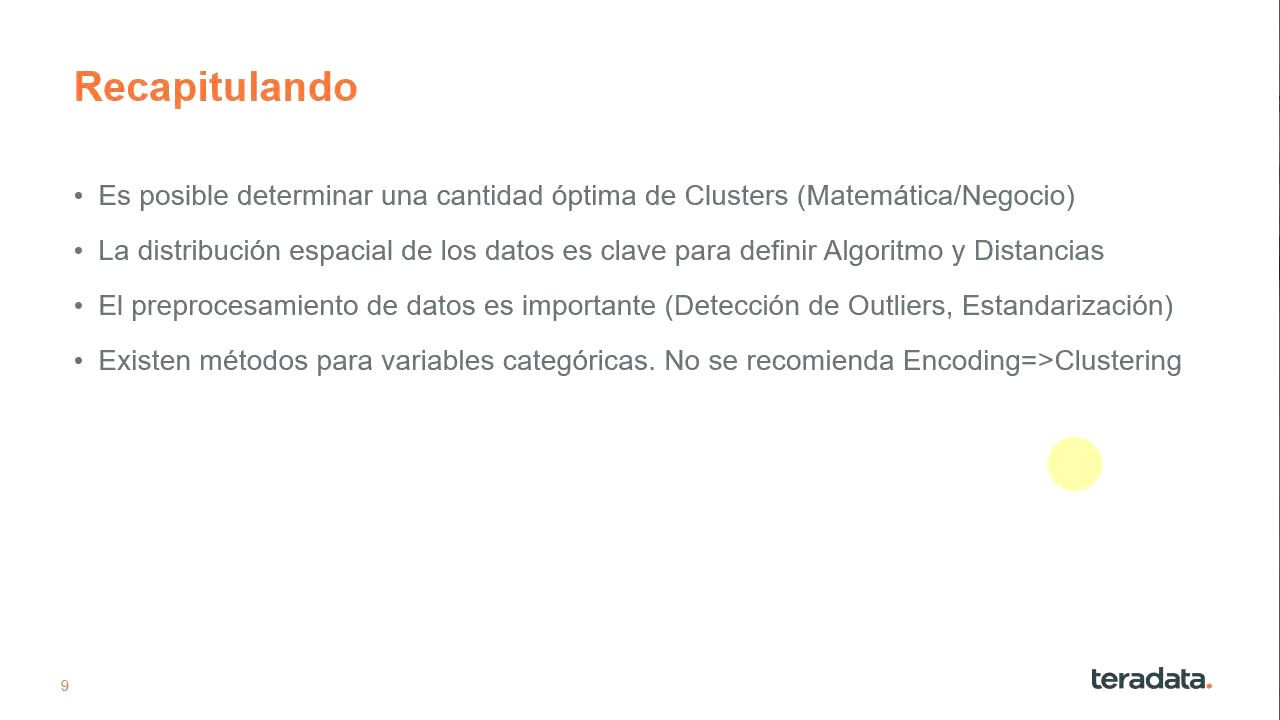 Recapitulando
• Es posible determinar una cantidad óptima de Clusters (Matemática/Negocio)
• La distribución espacial de los datos es clave para definir Algoritmo y Distancias
• El preprocesamiento de datos es importante (Detección de Outliers, Estandarización)
• Existen métodos para variables categóricas. No se recomienda Encoding=>Clustering
9
teradata.